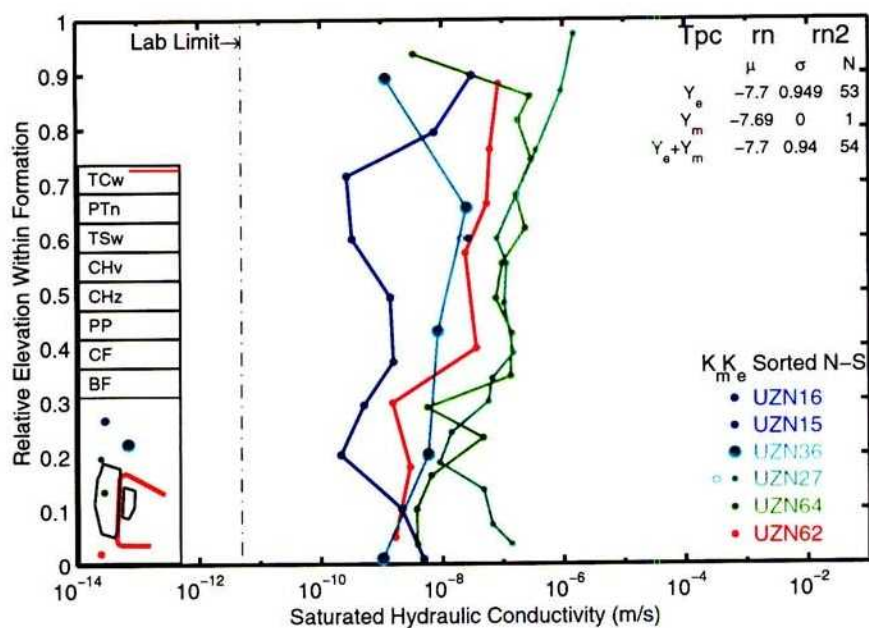 Lab Limit→
Tpc rn rn2
μ σ N
Ye −7.7 0.949 53
Ym −7.69 0 1
Ye+Ym −7.7 0.94 54
1
0.9
0.8
0.7
0.6
0.5
0.4
0.3
0.2
0.1
0
Relative Elevation Within Formation
TCw
PTn
TSw
CHv
CHz
PP
CF
BF
KmKe Sorted N−S
UZN16
UZN15
UZN36
UZN27
UZN64
UZN62
10−14 10−12 10−10 10−8 10−6 10−4 10−2
Saturated Hydraulic Conductivity (m/s)